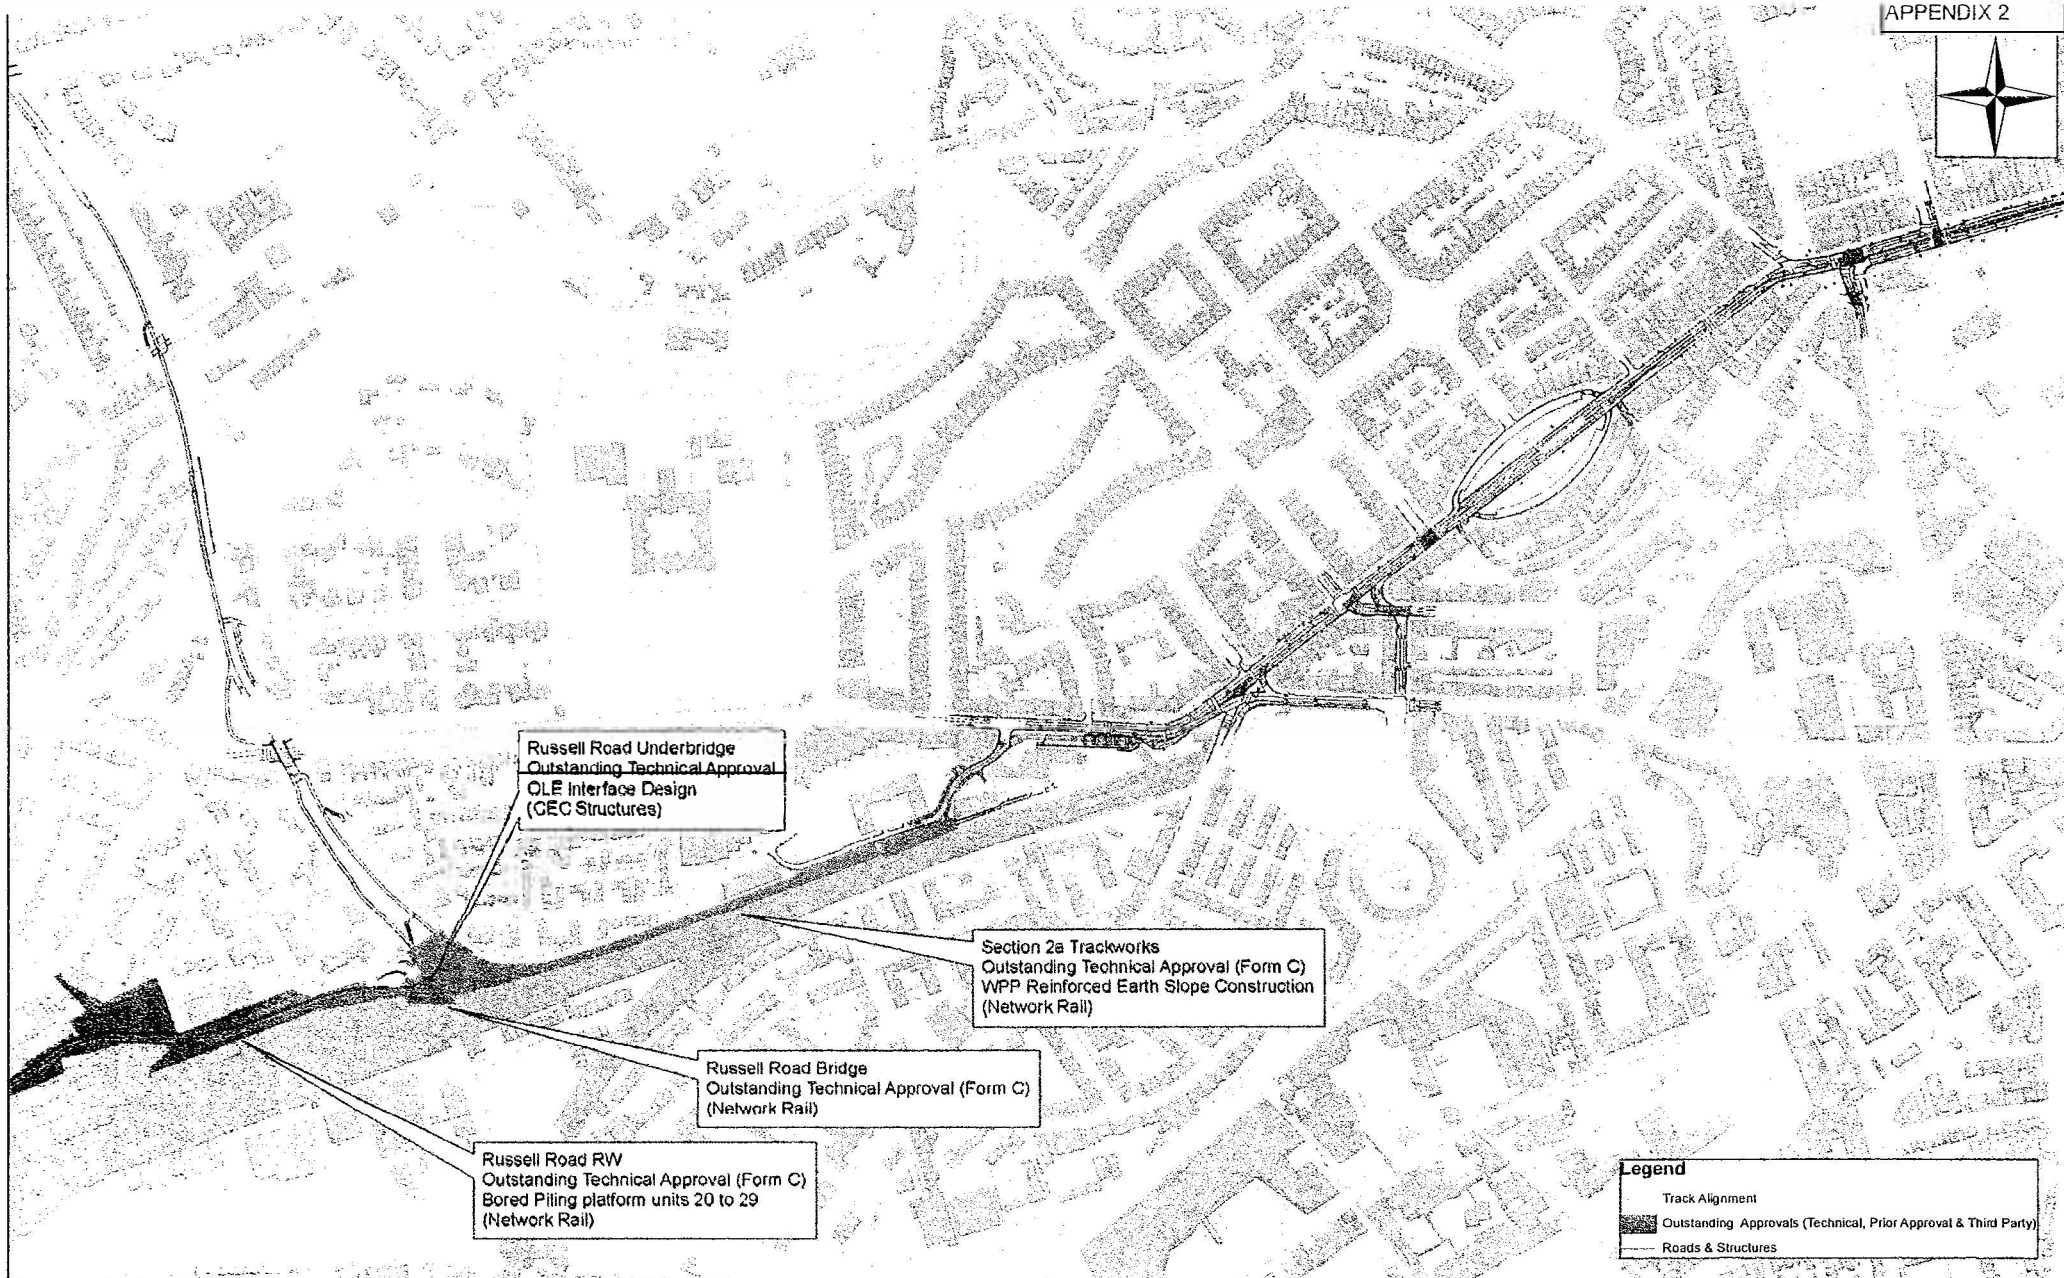 APPENDIX 2
Russell Road Underbridge
Outstanding Technical Approval
OLE Interface Design
(CEC Structures)
Section 2a Trackworks
Outstanding Technical Approval (Form C)
WPP Reinforced Earth Slope Construction
(Network Rail)
Russell Road Bridge
Outstanding Technical Approval (Form C)
(Network Rail)
Russell Road RW
Outstanding Technical Approval (Form C)
Bored Piling platform units 20 to 29
(Network Rail)
Legend
Track Alignment
Outstanding Approvals (Technical, Prior Approval & Third Party)
Roads & Structures